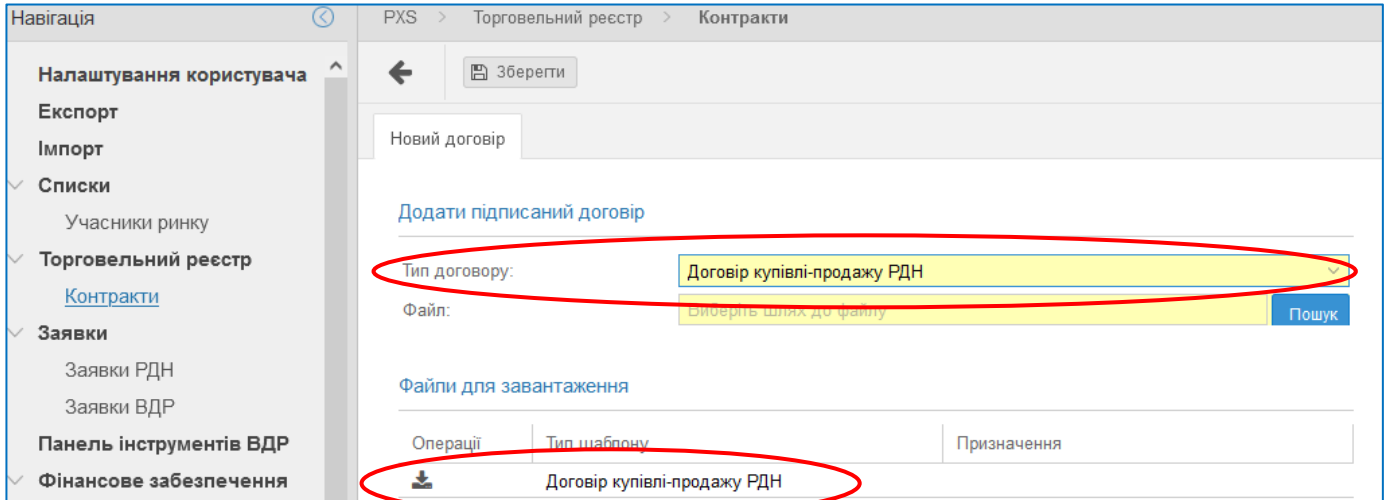 Навігація
PXS > Торговельний реєстр > Контракти
Налаштування користувача
Експорт
Імпорт
Списки
Учасники ринку
Торговельний реєстр
Контракти
Заявки
Заявки РДН
Заявки ВДР
Панель інструментів ВДР
Фінансове забезпечення
Зберегти
Новий договір
Додати підписаний договір
Тип договору: Договір купівлі-продажу РДН
Файл: Виберіть шлях до файлу Пошук
Файли для завантаження
Операції Тип шаблону Призначення
Договір купівлі-продажу РДН